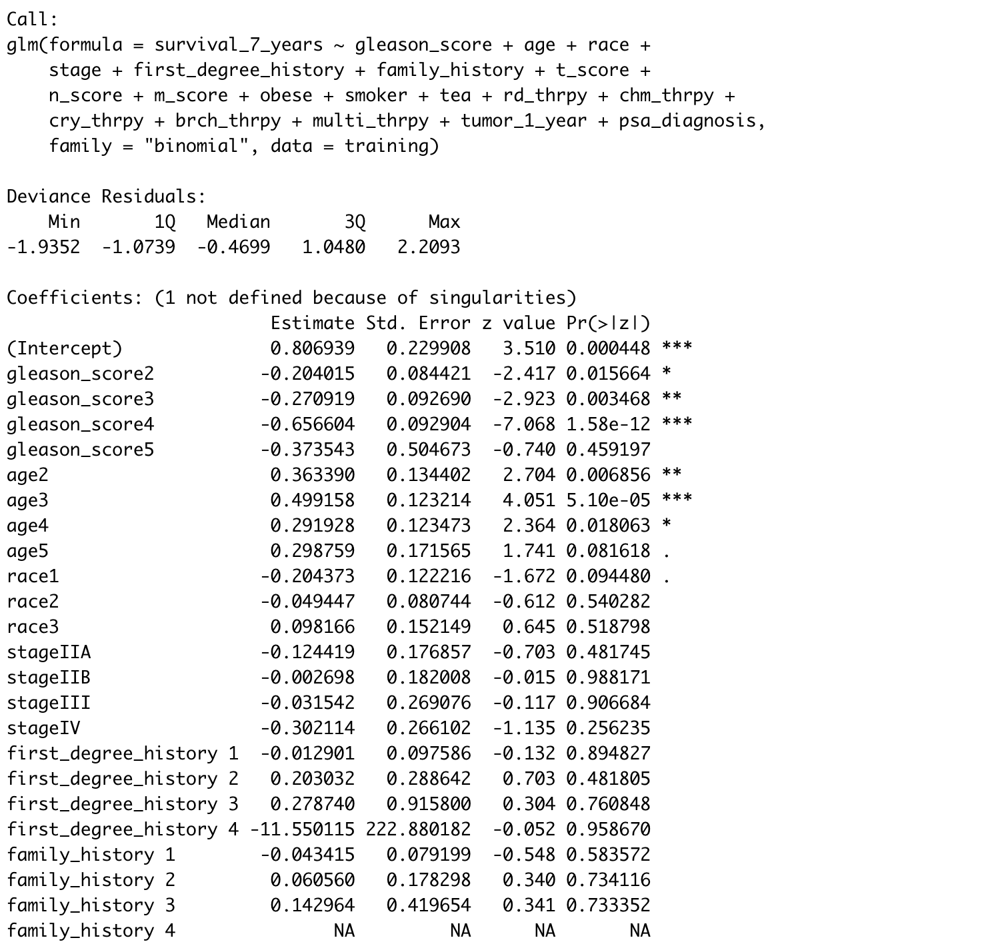 Call:
glm(formula = survival_7_years ~ gleason_score + age + race +
    stage + first_degree_history + family_history + t_score +
    n_score + m_score + obese + smoker + tea + rd_thrpy + chm_thrpy +
    cry_thrpy + brch_thrpy + multi_thrpy + tumor_1_year + psa_diagnosis,
    family = "binomial", data = training)

Deviance Residuals:
    Min       1Q   Median       3Q      Max
-1.9352  -1.0739  -0.4699   1.0480   2.2093

Coefficients: (1 not defined because of singularities)
                         Estimate Std. Error z value Pr(>|z|)
(Intercept)              0.806939   0.229908   3.510 0.000448 ***
gleason_score2          -0.204015   0.084421  -2.417 0.015664 *
gleason_score3          -0.270919   0.092690  -2.923 0.003468 **
gleason_score4          -0.656604   0.092904  -7.068 1.58e-12 ***
gleason_score5          -0.373543   0.504673  -0.740 0.459197
age2                     0.363390   0.134402   2.704 0.006856 **
age3                     0.499158   0.123214   4.051 5.10e-05 ***
age4                     0.291928   0.123473   2.364 0.018063 *
age5                     0.298759   0.171565   1.741 0.081618 .
race1                   -0.204373   0.122216  -1.672 0.094480 .
race2                   -0.049447   0.080744  -0.612 0.540282
race3                    0.098166   0.152149   0.645 0.518798
stageIIA                -0.124419   0.176857  -0.703 0.481745
stageIIB                -0.002698   0.182008  -0.015 0.988171
stageIII                -0.031542   0.269076  -0.117 0.906684
stageIV                 -0.302114   0.266102  -1.135 0.256235
first_degree_history 1  -0.012901   0.097586  -0.132 0.894827
first_degree_history 2   0.203032   0.288642   0.703 0.481805
first_degree_history 3   0.278740   0.915800   0.304 0.760848
first_degree_history 4 -11.550115 222.880182  -0.052 0.958670
family_history 1        -0.043415   0.079199  -0.548 0.583572
family_history 2         0.060560   0.178298   0.340 0.734116
family_history 3         0.142964   0.419654   0.341 0.733352
family_history 4               NA         NA      NA       NA